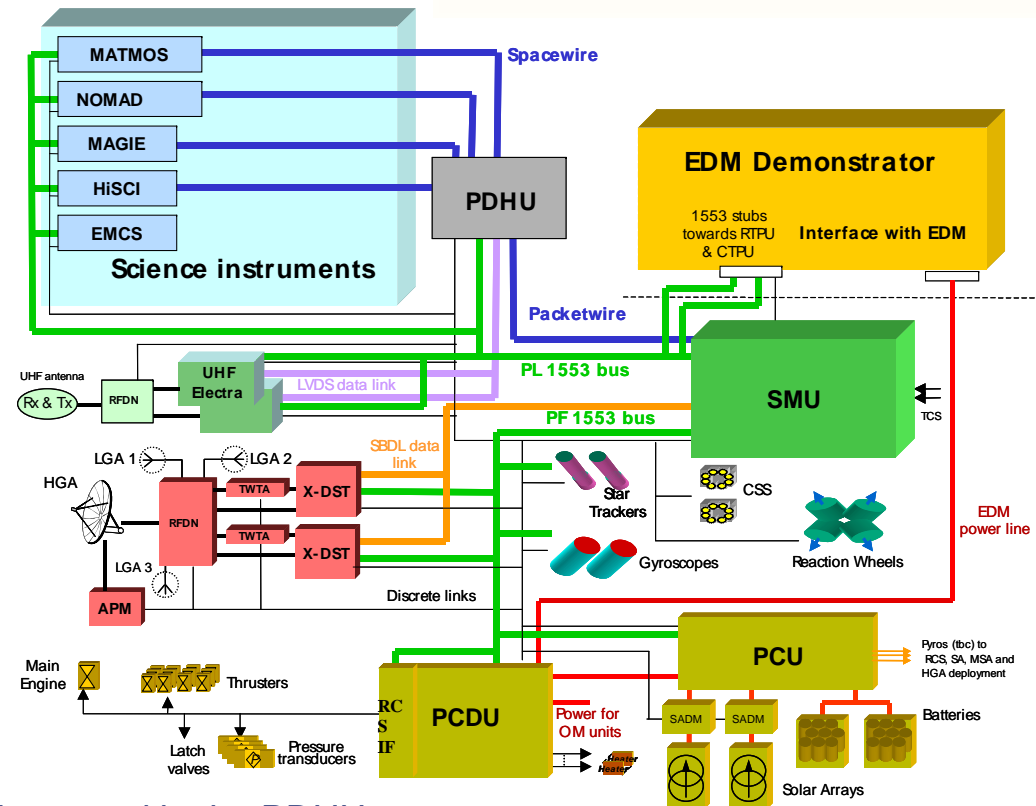 MATMOS
NOMAD
MAGIE
HiSCI
EMCS
Science instruments
Spacewire
PDHU
EDM Demonstrator
1553 stubs
towards RTPU
& CTPU
Interface with EDM
Packetwire
UHF antenna
Rx & Tx
RFDN
UHF
Electra
LVDS data link
PL 1553 bus
SMU
TCS
PF 1553 bus
SBDL data
link
LGA 1
LGA 2
HGA
RFDN
TWTA
X-DST
TWTA
X-DST
LGA 3
APM
Star
Trackers
CSS
Gyroscopes
Reaction Wheels
EDM
power line
Discrete links
Main
Engine
Thrusters
Latch
valves
P
Pressure
transducers
RC
S
IF
PCDU
Power for
OM units
Heater
Heater
PCU
Pyros (tbc) to
RCS, SA, MSA and
HGA deployment
SADM
SADM
Batteries
Solar Arrays